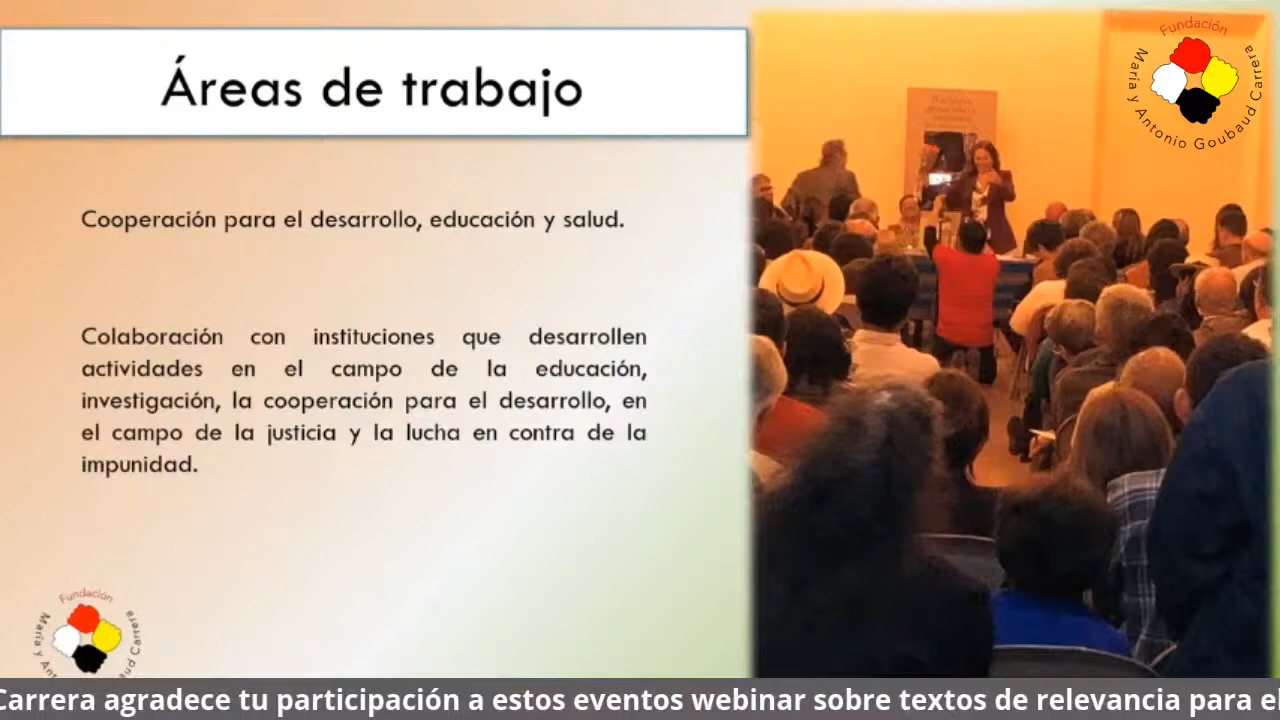 Áreas de trabajo
Fundación
María y Antonio Goubaud Carrera
Cooperación para el desarrollo, educación y salud.
Colaboración con instituciones que desarrollen
actividades en el campo de la educación,
investigación, la cooperación para el desarrollo, en
el campo de la justicia y la lucha en contra de la
impunidad.
Fundación
María y Ant
ud Carrera
Carrera agradece tu participación a estos eventos webinar sobre textos de relevancia para el